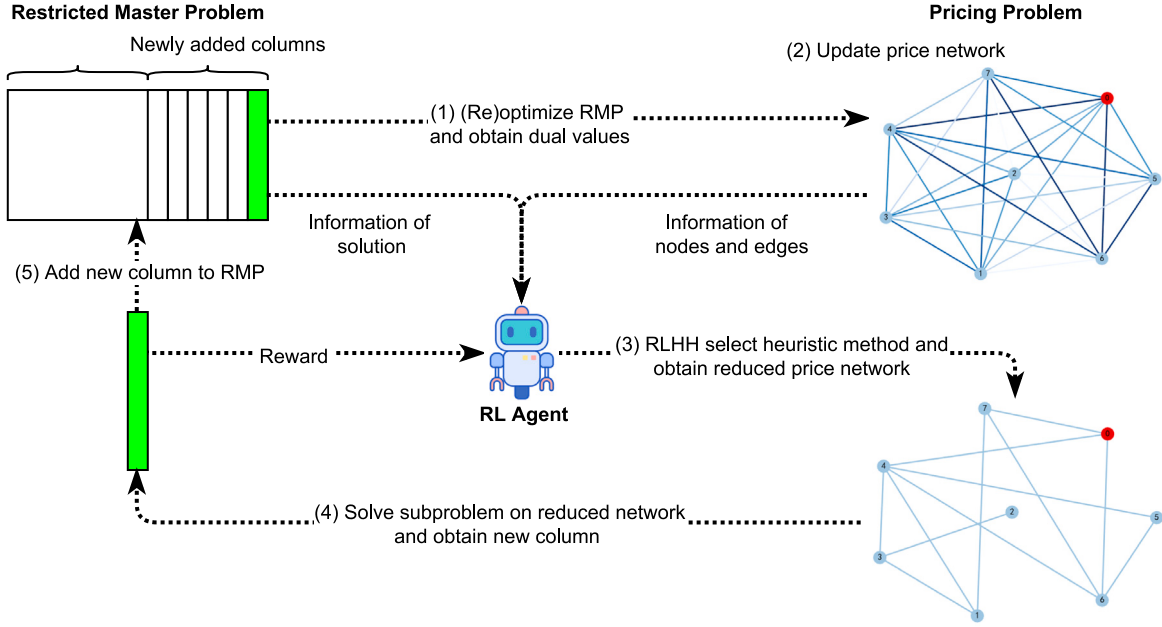 Restricted Master Problem
Pricing Problem
Newly added columns
(2) Update price network
7
0
(1) (Re)optimize RMP
and obtain dual values
4
2
5
3
Information of
solution
Information of
nodes and edges
6
1
(5) Add new column to RMP
Reward
(3) RLHH select heuristic method and
obtain reduced price network
RL Agent
7
0
4
(4) Solve subproblem on reduced network
and obtain new column
2
5
3
6
1